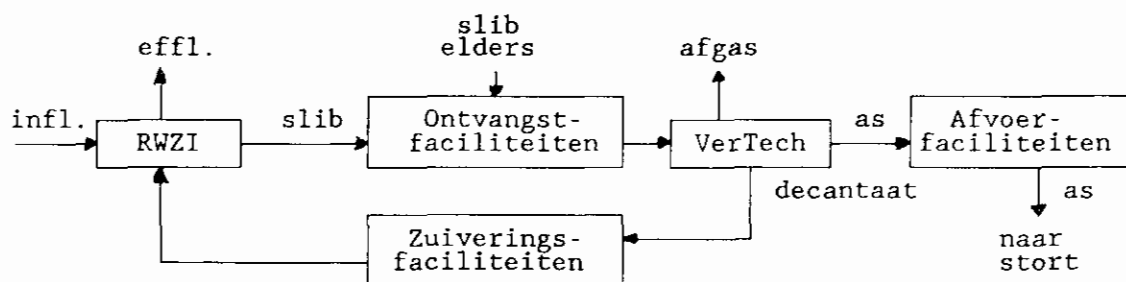 slib
elders
effl.
afgas
infl.
RWZI
slib
Ontvangst-
faciliteiten
VerTech
as
Afvoer-
faciliteiten
decantaat
as
Zuiverings-
faciliteiten
naar
stort